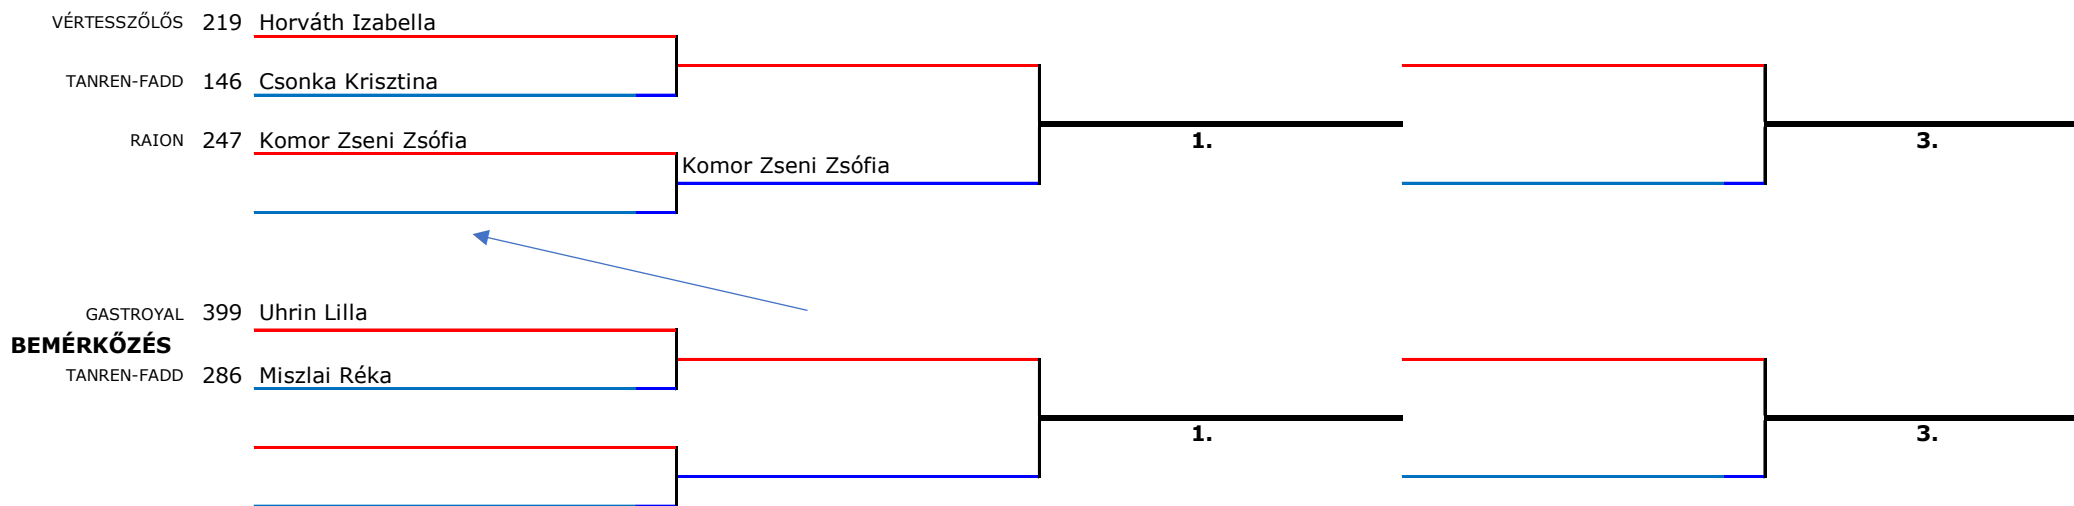 VÉRTESSZŐLŐS 219 Horváth Izabella
TANREN-FADD 146 Csonka Krisztina
RAION 247 Komor Zseni Zsófia
1. 3.
Komor Zseni Zsófia
GASTROYAL 399 Uhrin Lilla
BEMÉRKŐZÉS
TANREN-FADD 286 Miszlai Réka
1. 3.